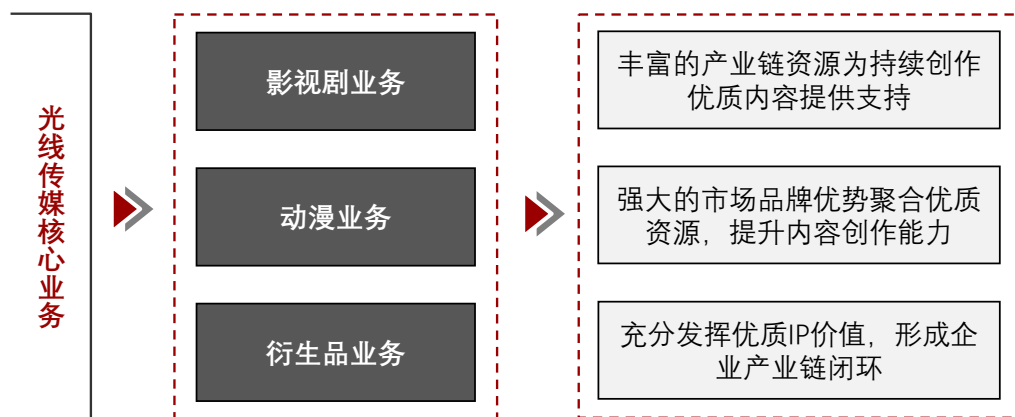 光线传媒核心业务
影视剧业务
动漫业务
衍生品业务
丰富的产业链资源为持续创作
优质内容提供支持
强大的市场品牌优势聚合优质
资源，提升内容创作能力
充分发挥优质IP价值，形成企
业产业链闭环